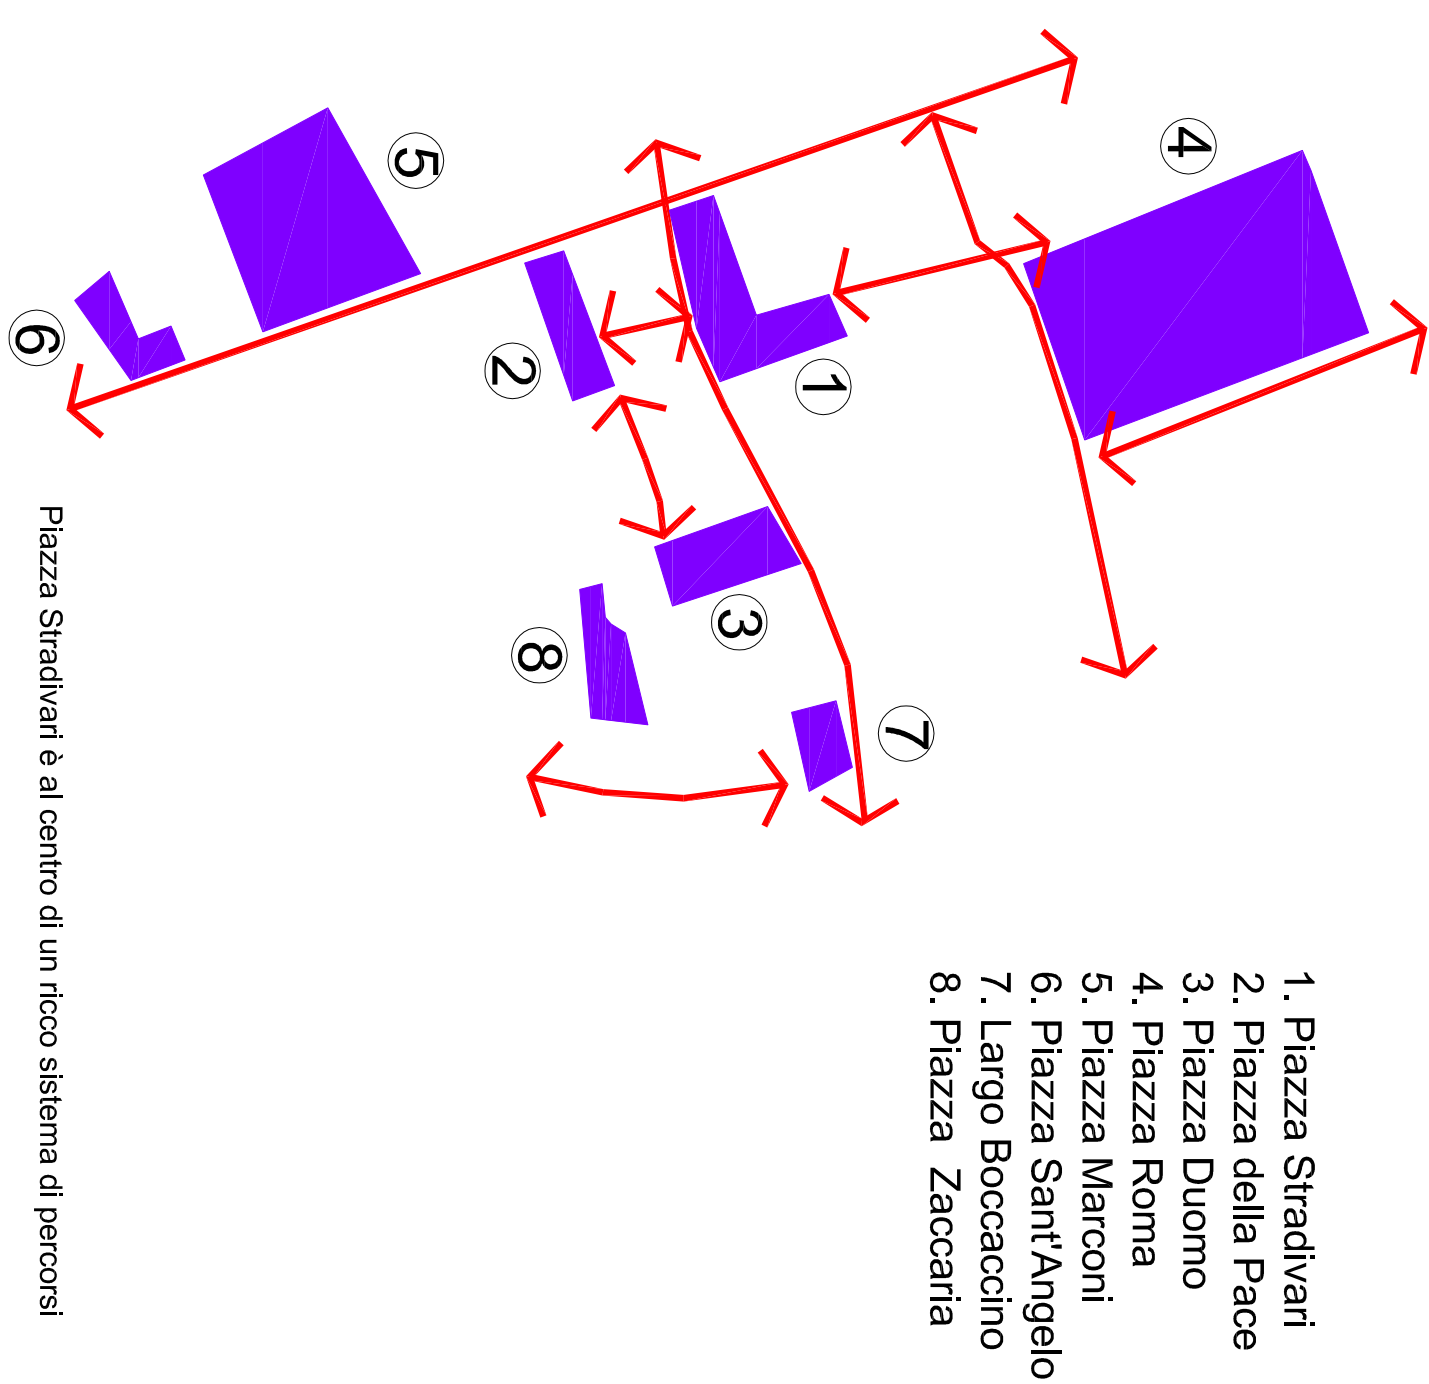 4
5
6
1
2
3
7
8
1. Piazza Stradivari
2. Piazza della Pace
3. Piazza Duomo
4. Piazza Roma
5. Piazza Marconi
6. Piazza Sant'Angelo
7. Largo Boccaccino
8. Piazza Zaccaria
Piazza Stradivari è al centro di un ricco sistema di percorsi